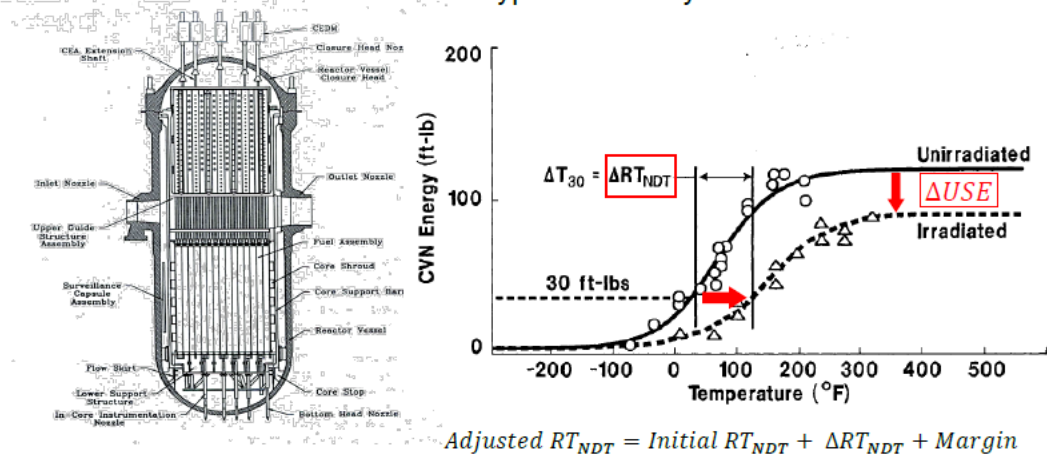 CEDM
CEA Extension
Shaft
Closure Head Noz
Reactor Vessel
Closure Head
Inlet Nozzle
Outlet Nozzle
Upper Guide
Structure
Assembly
Fuel Assembly
Core Shroud
Surveillance
Capsule
Assembly
Core Support Barr
Reactor Vessel
Flow Skirt
Lower Support
Structure
Core Stop
In-Core Instrumentation
Nozzle
Bottom Head Nozzle
200
100
0
CVN Energy (ft-lb)
ΔT30 = ΔRTNDT
Unirradiated
ΔUSE
Irradiated
30 ft-lbs
-200 -100 0 100 200 300 400 500
Temperature (°F)
Adjusted RTNDT = Initial RTNDT + ΔRTNDT + Margin